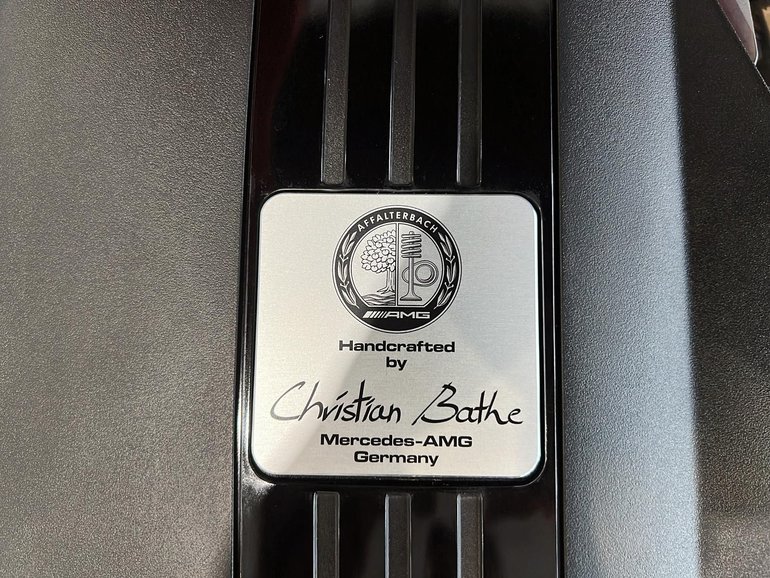 AFFALTERBACH
AMG
Handcrafted
by
Christian Bathe
Mercedes-AMG
Germany